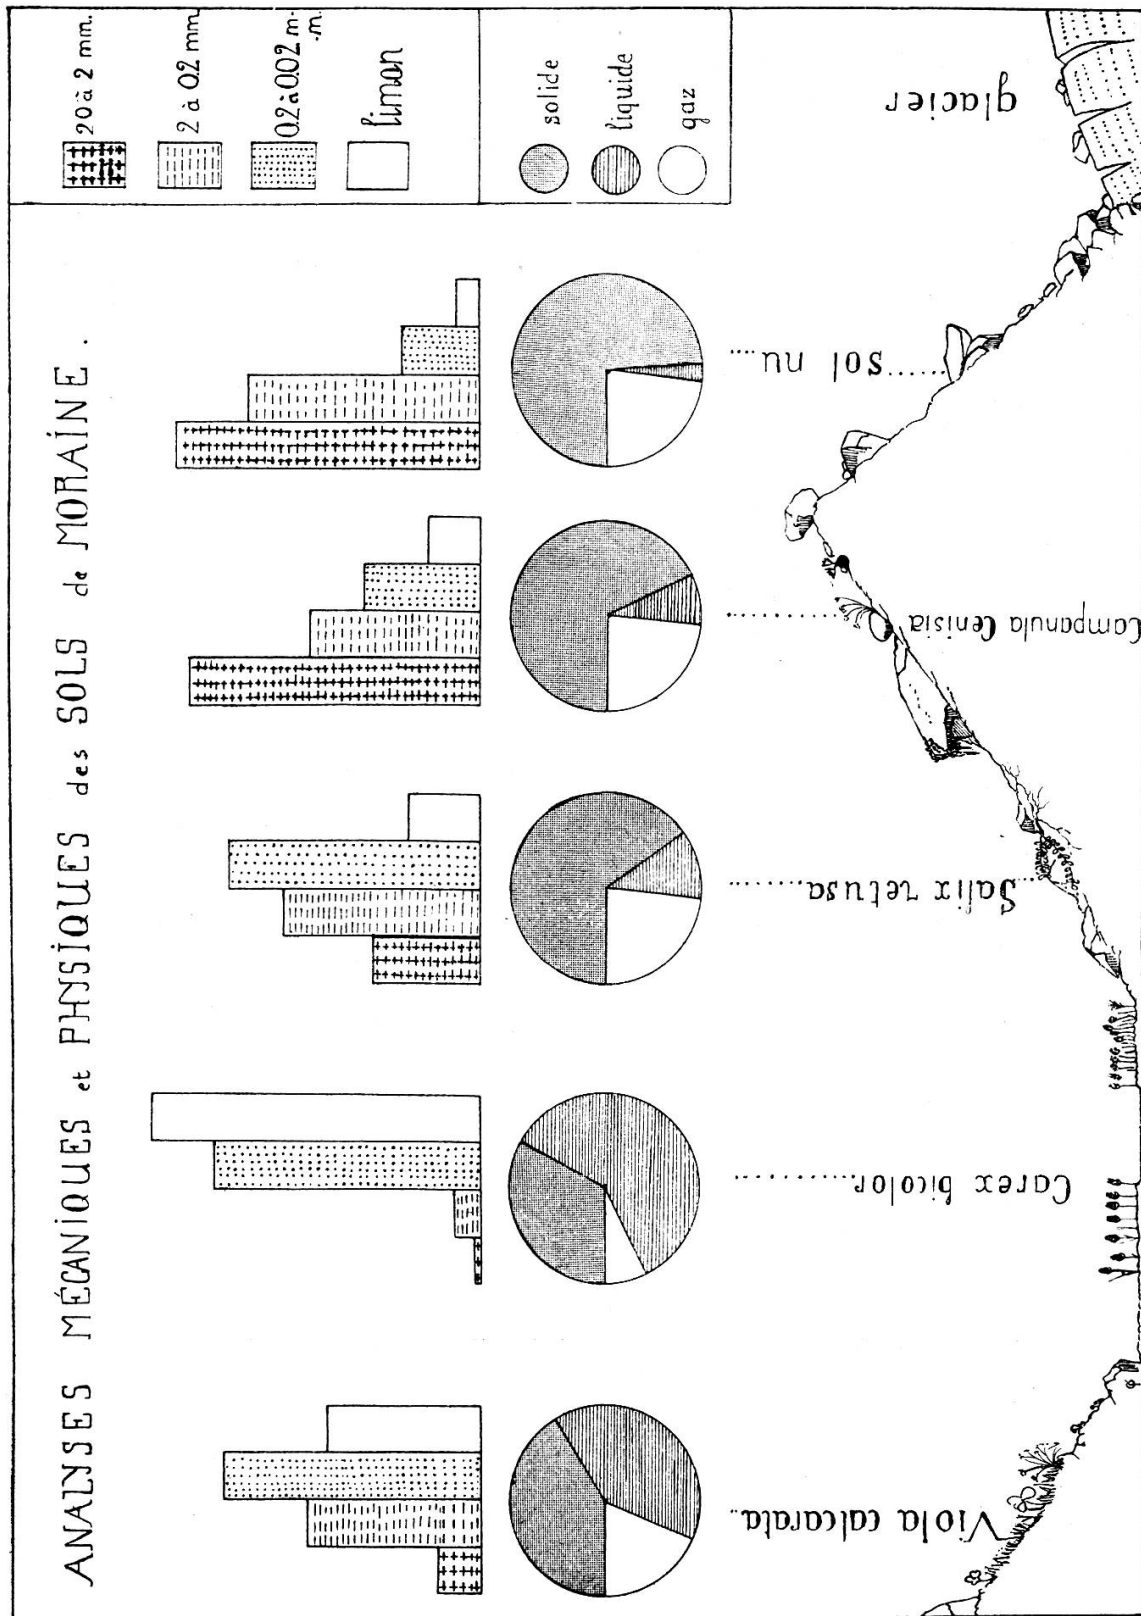 ANALYSES MÉCANIQUES et PHYSIQUES des SOLS de MORAINE.
20 à 2 mm.
2 à 0.2 mm
0.2 à 0.02 m-m.
limon
solide
liquide
gaz
Viola calcarata..
Carex bicolor..........
Salix retusa..........
Campanula Cenisia
......sol nu....
glacier